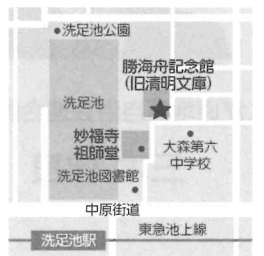 洗足池公園
勝海舟記念館
(旧清明文庫)
洗足池
妙福寺
祖師堂
大森第六
中学校
洗足池図書館
中原街道
東急池上線
洗足池駅